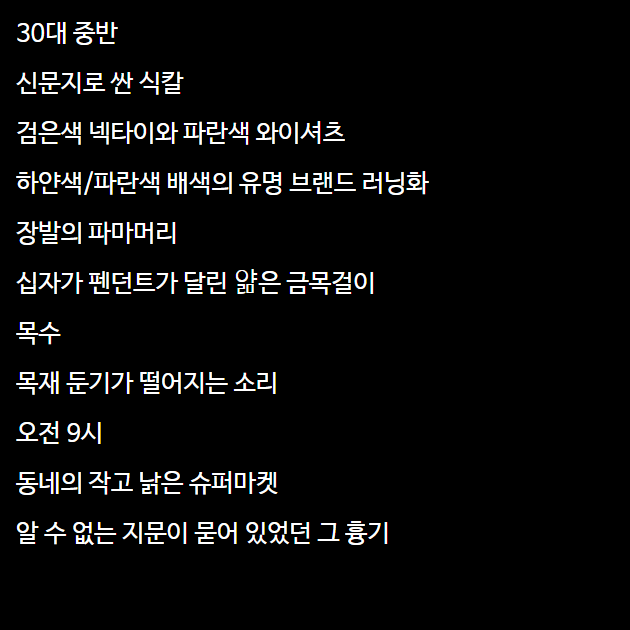 30대 중반
신문지로 싼 식칼
검은색 넥타이와 파란색 와이셔츠
하얀색/파란색 배색의 유명 브랜드 러닝화
장발의 파마머리
십자가 펜던트가 달린 얆은 금목걸이
목수
목재 둔기가 떨어지는 소리
오전 9시
동네의 작고 낡은 슈퍼마켓
알 수 없는 지문이 묻어 있었던 그 흉기